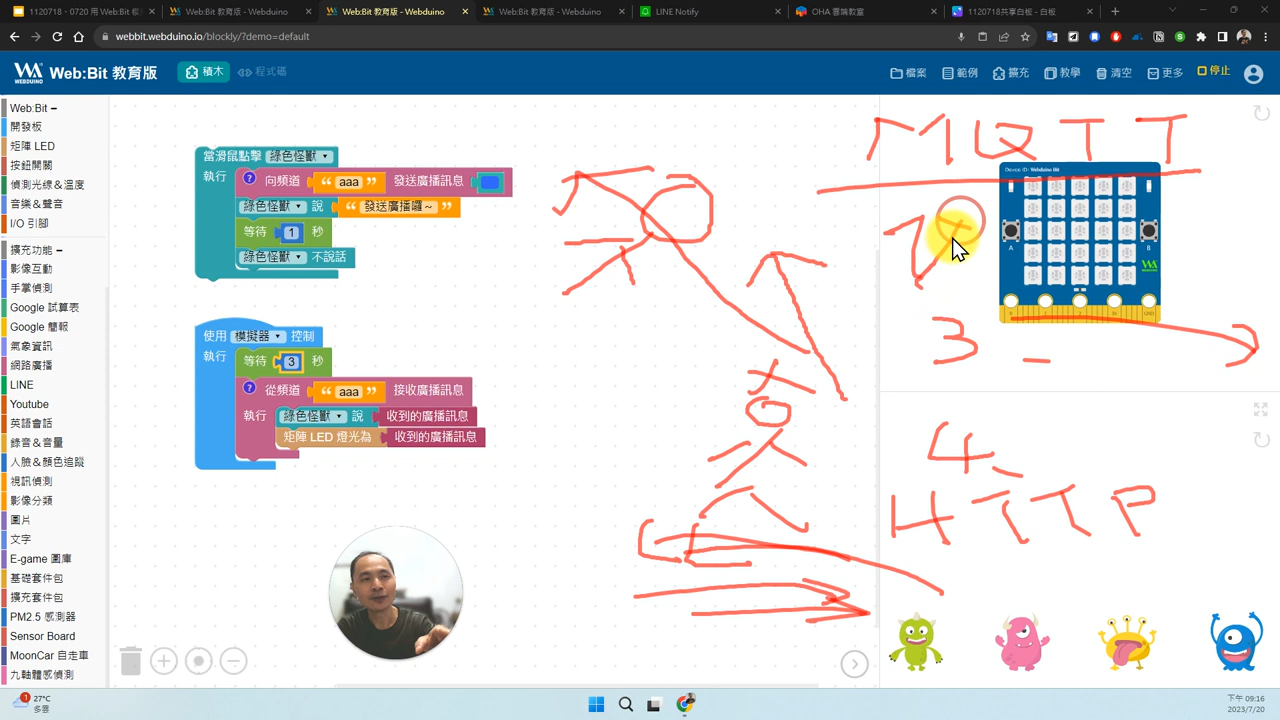 1120718 - 0720 用 Web:Bit 模
Web:Bit 教育版 - Webduino
Web:Bit 教育版 - Webduino
Web:Bit 教育版 - Webduino
LINE Notify
OHA 雲端教室
1120718共享白板 - 白板
webbit.webduino.io/blockly/?demo=default
WEBDUINO
Web:Bit 教育版
積木
程式區
檔案
範例
擴充
教學
清空
更多
停止
Web:Bit
開發板
矩陣 LED
按鈕開關
偵測光線&溫度
音樂&聲音
I/O 引腳
擴充功能
影像互動
手掌偵測
Google 試算表
Google 簡報
氣象資訊
網路廣播
LINE
Youtube
英語會話
錄音&音量
人臉&顏色追蹤
視訊偵測
影像分類
圖片
文字
E-game 圖庫
基礎套件包
擴充套件包
PM2.5 感測器
Sensor Board
MoonCar 自走車
九軸體感偵測
當滑鼠點擊 綠色怪獸
執行 向頻道 “ aaa ” 發送廣播訊息
綠色怪獸 說 “ 發送廣播囉~ ”
等待 1 秒
綠色怪獸 不說話
使用 模擬器 控制
執行 等待 3 秒
從頻道 “ aaa ” 接收廣播訊息
執行 綠色怪獸 說 收到的廣播訊息
矩陣 LED 燈光為 收到的廣播訊息
MQTT
Device ID: Webduino Bit
A
B
0 1 2 3V GND
3
4
HTTP
1
27°C
多雲
下午 09:16
2023/7/20